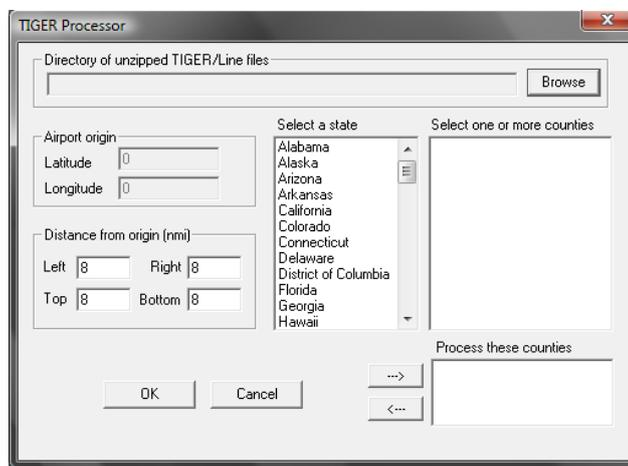 TIGER Processor
Directory of unzipped TIGER/Line files
Browse
Airport origin
Latitude 0
Longitude 0
Distance from origin (nmi)
Left 8 Right 8
Top 8 Bottom 8
Select a state
Alabama
Alaska
Arizona
Arkansas
California
Colorado
Connecticut
Delaware
District of Columbia
Florida
Georgia
Hawaii
Select one or more counties
Process these counties
--->
<---
OK
Cancel